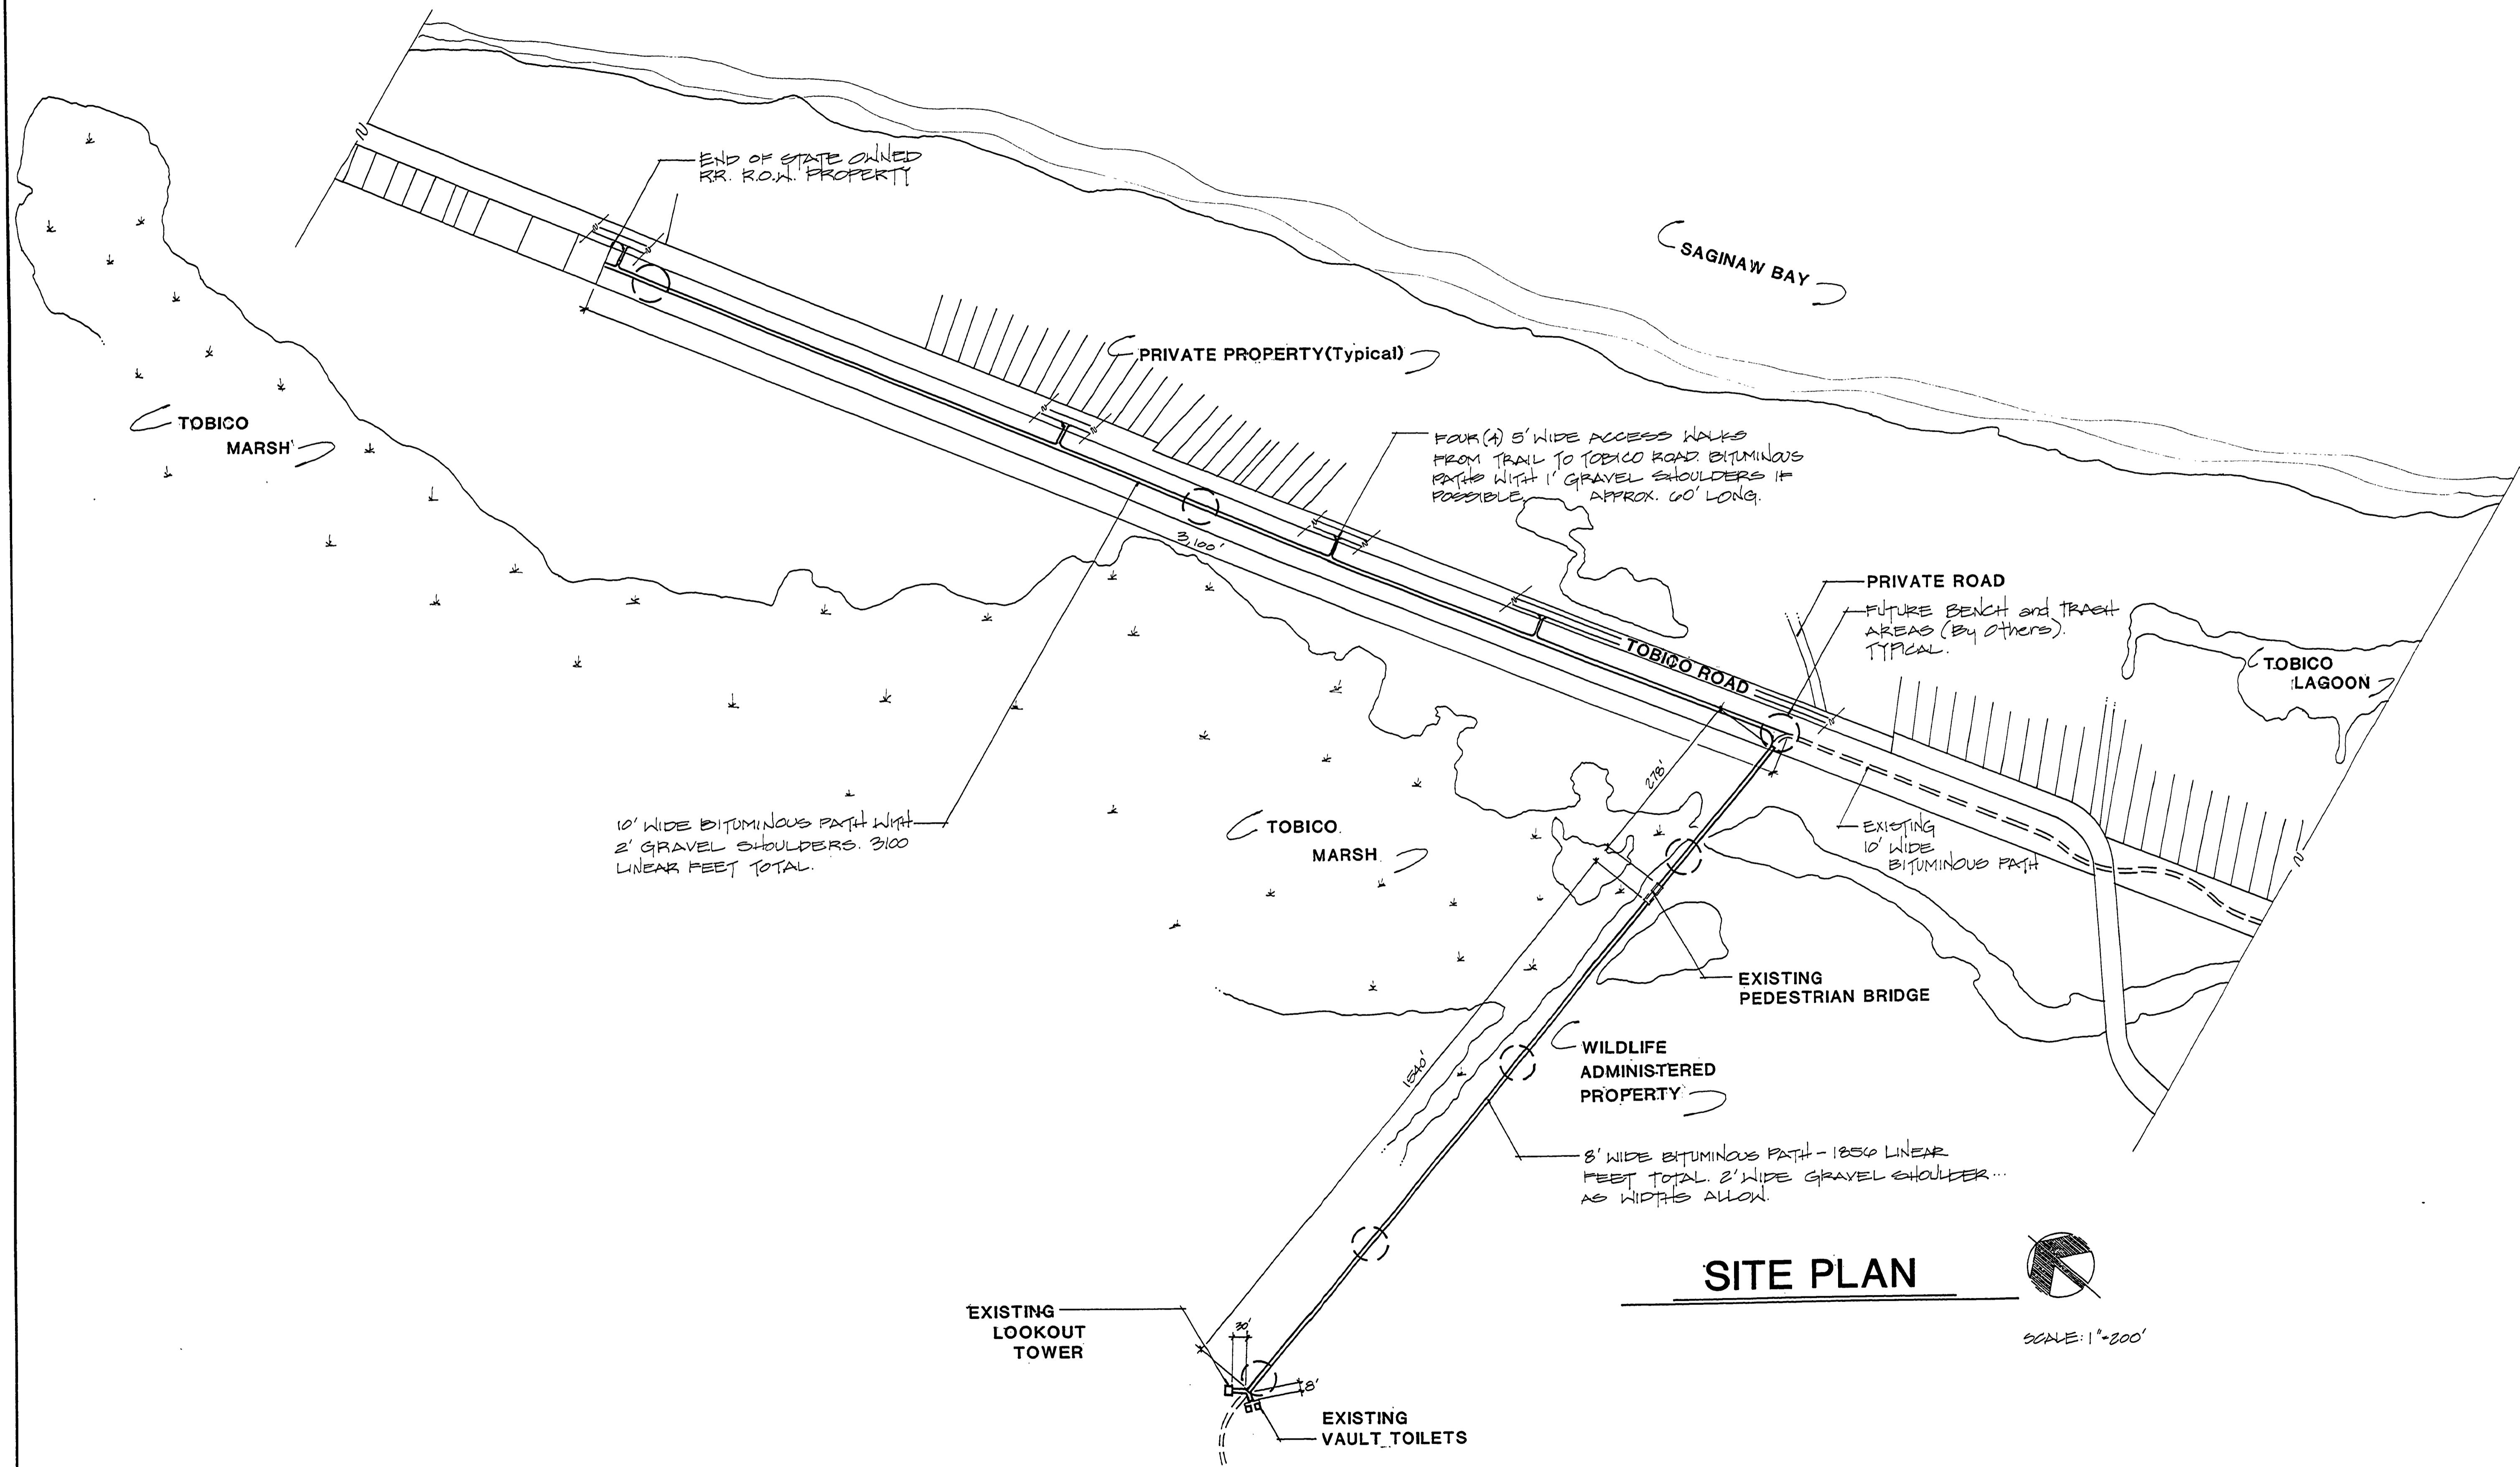 END OF STATE OWNED
R.R. R.O.W. PROPERTY
SAGINAW BAY
PRIVATE PROPERTY (Typical)
TOBICO
MARSH
FOUR (4) 5' WIDE ACCESS WALKS
FROM TRAIL TO TOBICO ROAD. BITUMINOUS
PATHS WITH 1' GRAVEL SHOULDERS IF
POSSIBLE. APPROX. 60' LONG.
3,100'
PRIVATE ROAD
FUTURE BENCH and TRASH
AREAS (By Others).
TYPICAL.
TOBICO ROAD
TOBICO
LAGOON
278'
10' WIDE BITUMINOUS PATH WITH
2' GRAVEL SHOULDERS. 3100
LINEAR FEET TOTAL.
TOBICO
MARSH
EXISTING
10' WIDE
BITUMINOUS PATH
EXISTING
PEDESTRIAN BRIDGE
1540'
WILDLIFE
ADMINISTERED
PROPERTY
8' WIDE BITUMINOUS PATH - 1856 LINEAR
FEET TOTAL. 2' WIDE GRAVEL SHOULDER...
AS WIDTHS ALLOW.
SITE PLAN
SCALE: 1"=200'
EXISTING
LOOKOUT
TOWER
30'
8'
EXISTING
VAULT TOILETS